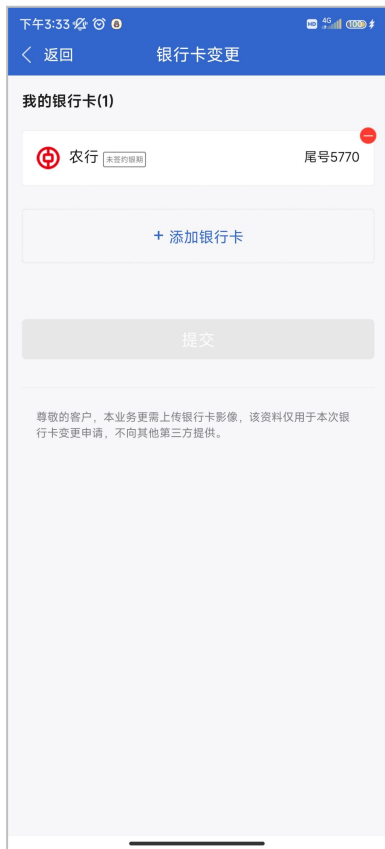 下午3:33
HD 4G 100
返回 银行卡变更
我的银行卡(1)
农行 未签约银期 尾号5770
+ 添加银行卡
提交
尊敬的客户，本业务更需上传银行卡影像，该资料仅用于本次银
行卡变更申请，不向其他第三方提供。